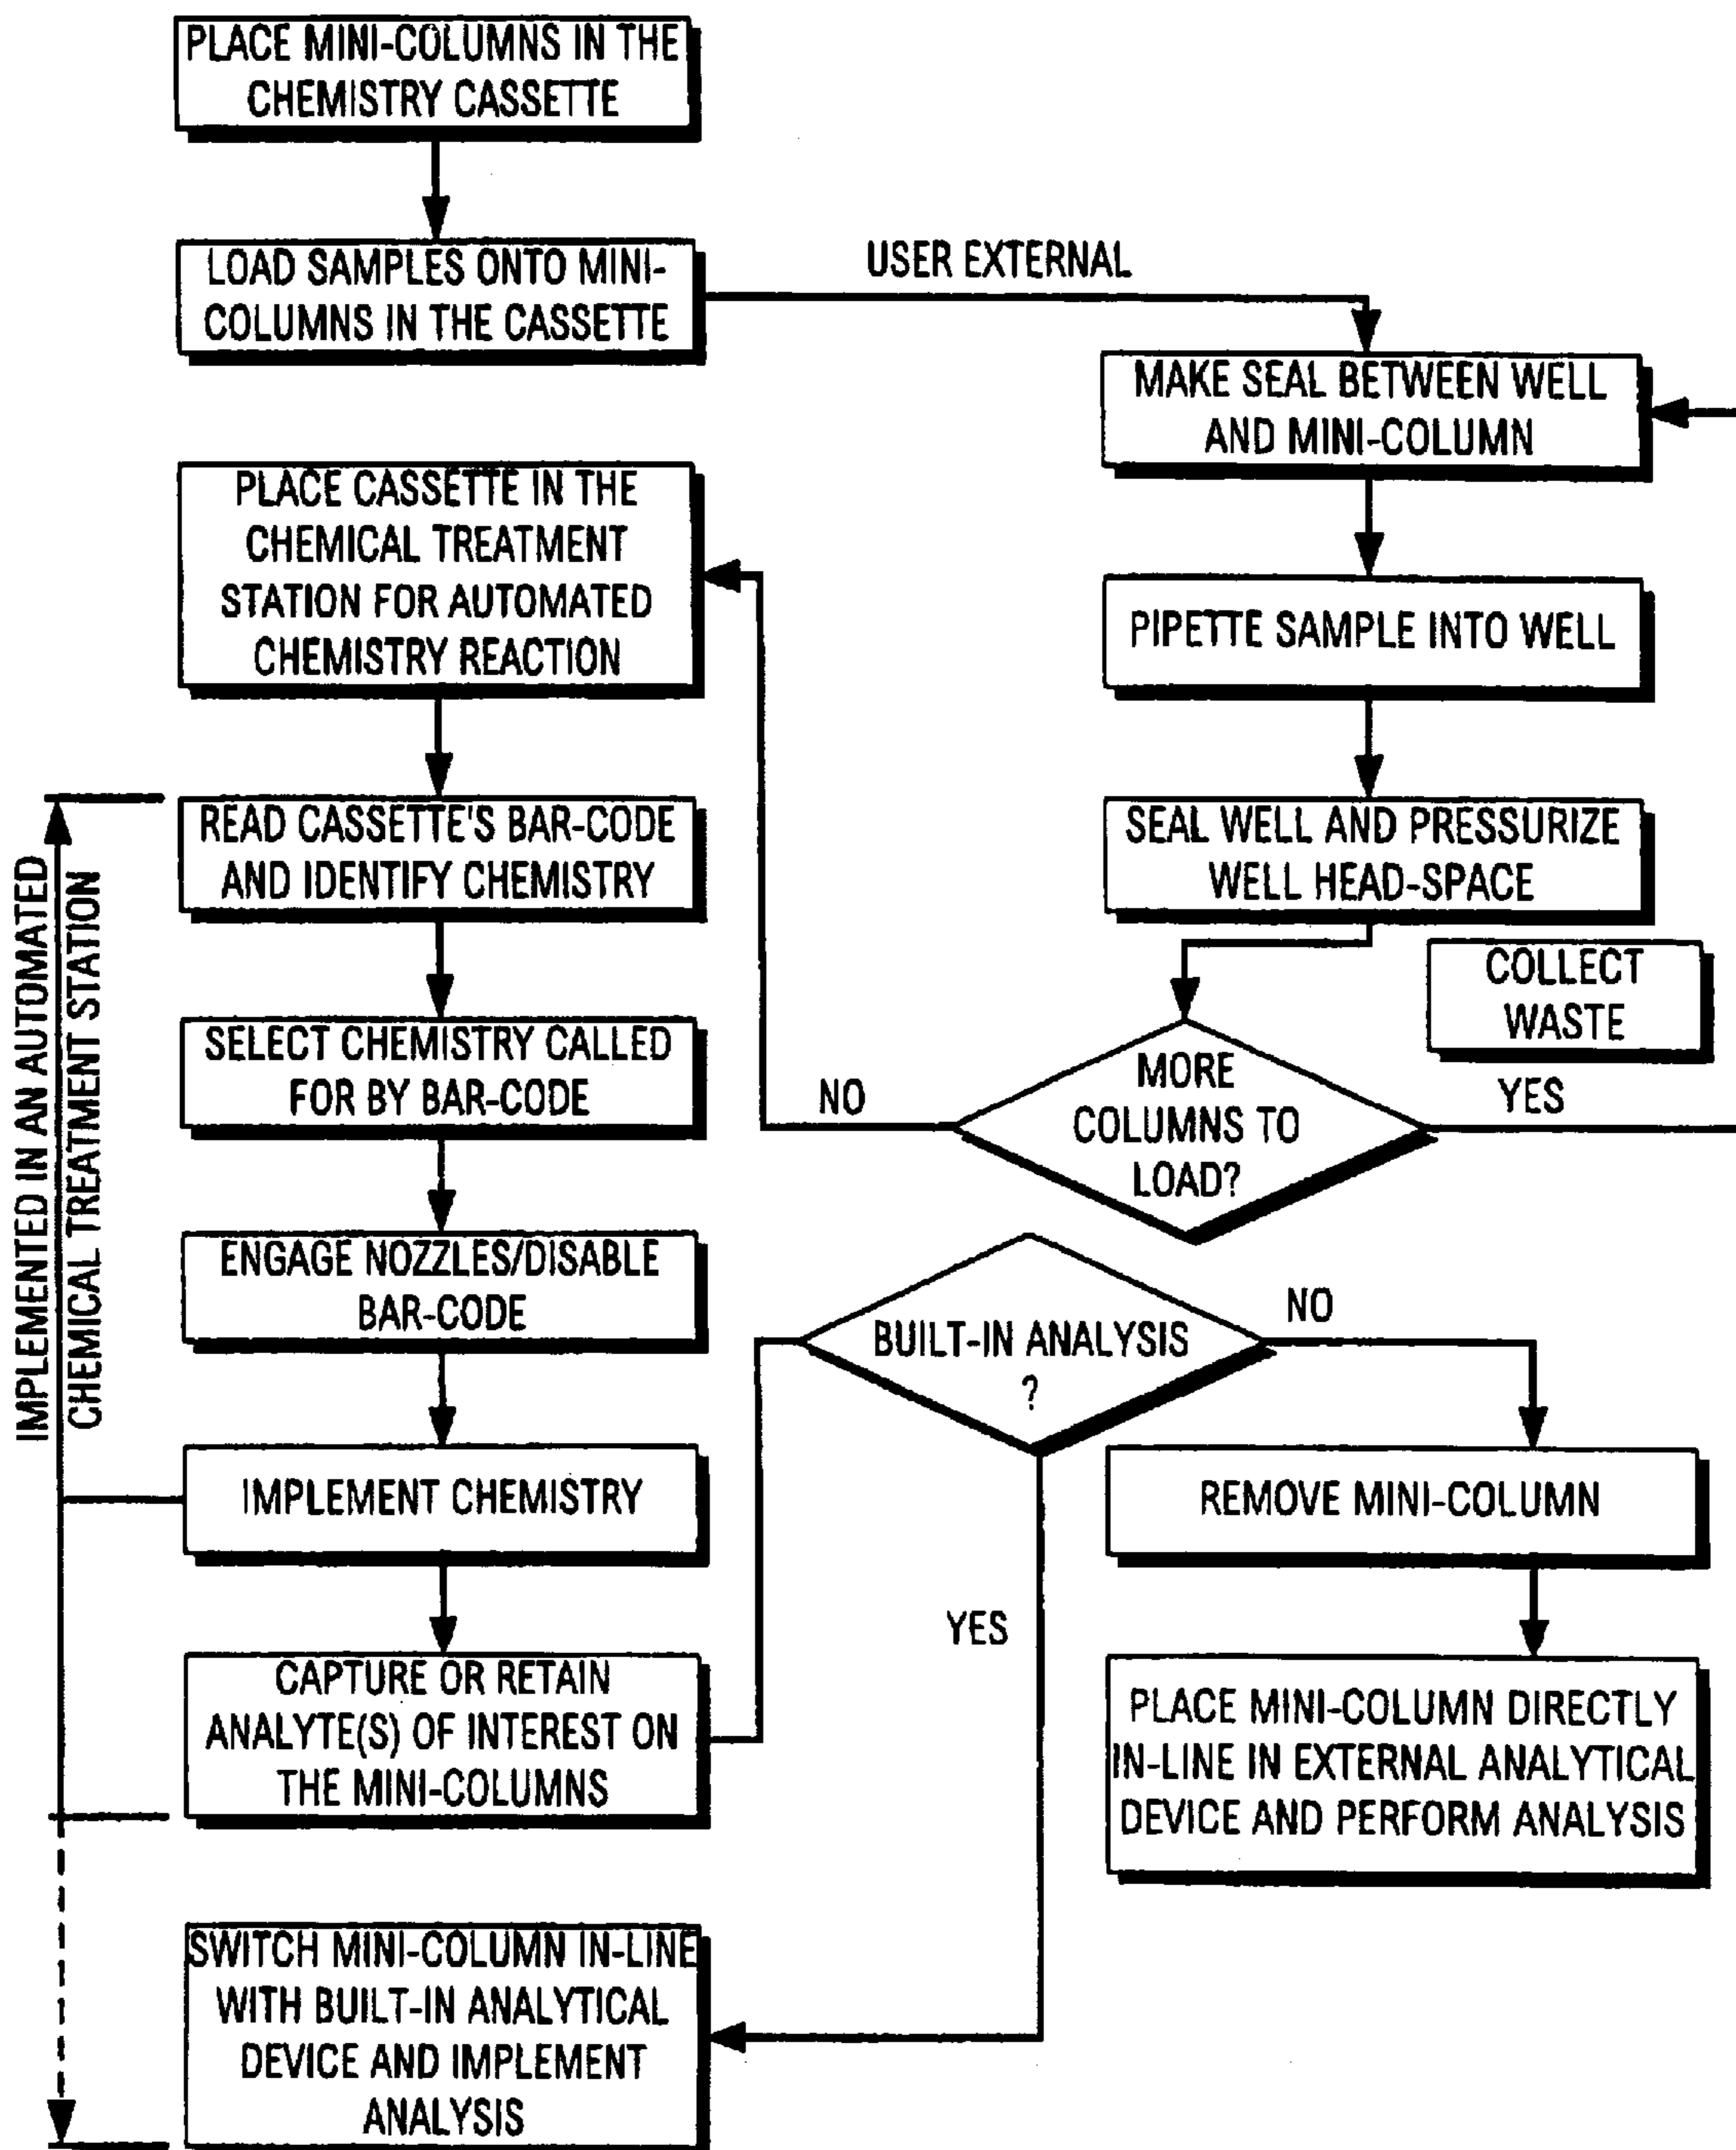 PLACE MINI-COLUMNS IN THE
CHEMISTRY CASSETTE
LOAD SAMPLES ONTO MINI-
COLUMNS IN THE CASSETTE
USER EXTERNAL
MAKE SEAL BETWEEN WELL
AND MINI-COLUMN
PIPETTE SAMPLE INTO WELL
SEAL WELL AND PRESSURIZE
WELL HEAD-SPACE
COLLECT
WASTE
MORE
COLUMNS TO
LOAD?
YES
NO
PLACE CASSETTE IN THE
CHEMICAL TREATMENT
STATION FOR AUTOMATED
CHEMISTRY REACTION
IMPLEMENTED IN AN AUTOMATED
CHEMICAL TREATMENT STATION
READ CASSETTE'S BAR-CODE
AND IDENTIFY CHEMISTRY
SELECT CHEMISTRY CALLED
FOR BY BAR-CODE
ENGAGE NOZZLES/DISABLE
BAR-CODE
IMPLEMENT CHEMISTRY
CAPTURE OR RETAIN
ANALYTE(S) OF INTEREST ON
THE MINI-COLUMNS
BUILT-IN ANALYSIS
?
NO
REMOVE MINI-COLUMN
PLACE MINI-COLUMN DIRECTLY
IN-LINE IN EXTERNAL ANALYTICAL
DEVICE AND PERFORM ANALYSIS
YES
SWITCH MINI-COLUMN IN-LINE
WITH BUILT-IN ANALYTICAL
DEVICE AND IMPLEMENT
ANALYSIS